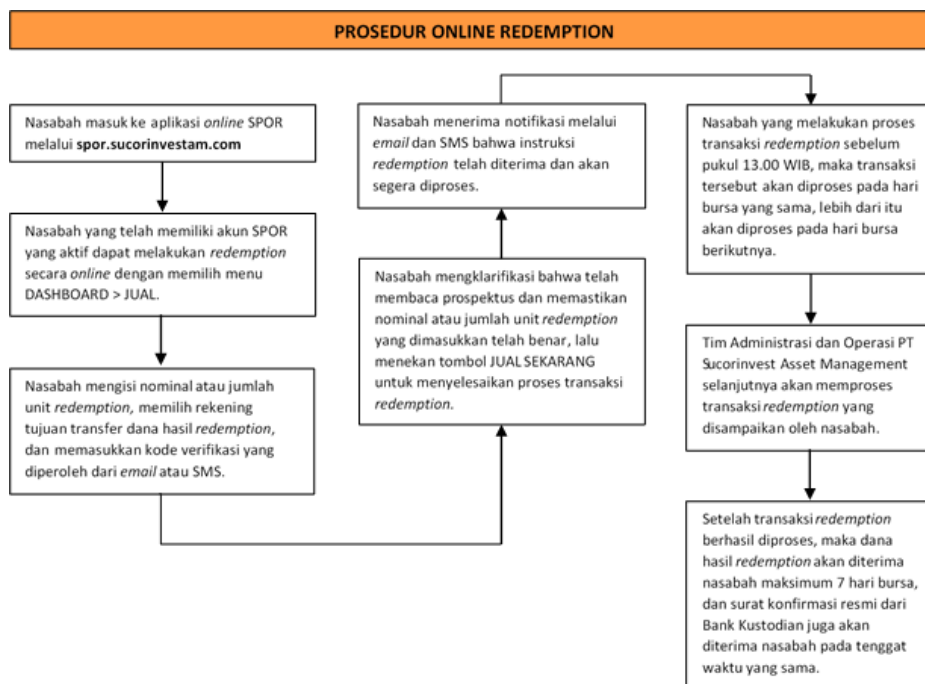 PROSEDUR ONLINE REDEMPTION
Nasabah masuk ke aplikasi online SPOR
melalui spor.sucorinvestam.com
Nasabah yang telah memiliki akun SPOR
yang aktif dapat melakukan redemption
secara online dengan memilih menu
DASHBOARD > JUAL.
Nasabah mengisi nominal atau jumlah
unit redemption, memilih rekening
tujuan transfer dana hasil redemption,
dan memasukkan kode verifikasi yang
diperoleh dari email atau SMS.
Nasabah mengklarifikasi bahwa telah
membaca prospektus dan memastikan
nominal atau jumlah unit redemption
yang dimasukkan telah benar, lalu
menekan tombol JUAL SEKARANG
untuk menyelesaikan proses transaksi
redemption.
Nasabah menerima notifikasi melalui
email dan SMS bahwa instruksi
redemption telah diterima dan akan
segera diproses.
Nasabah yang melakukan proses
transaksi redemption sebelum
pukul 13.00 WIB, maka transaksi
tersebut akan diproses pada hari
bursa yang sama, lebih dari itu
akan diproses pada hari bursa
berikutnya.
Tim Administrasi dan Operasi PT
Sucorinvest Asset Management
selanjutnya akan memproses
transaksi redemption yang
disampaikan oleh nasabah.
Setelah transaksi redemption
berhasil diproses, maka dana
hasil redemption akan diterima
nasabah maksimum 7 hari bursa,
dan surat konfirmasi resmi dari
Bank Kustodian juga akan
diterima nasabah pada tenggat
waktu yang sama.